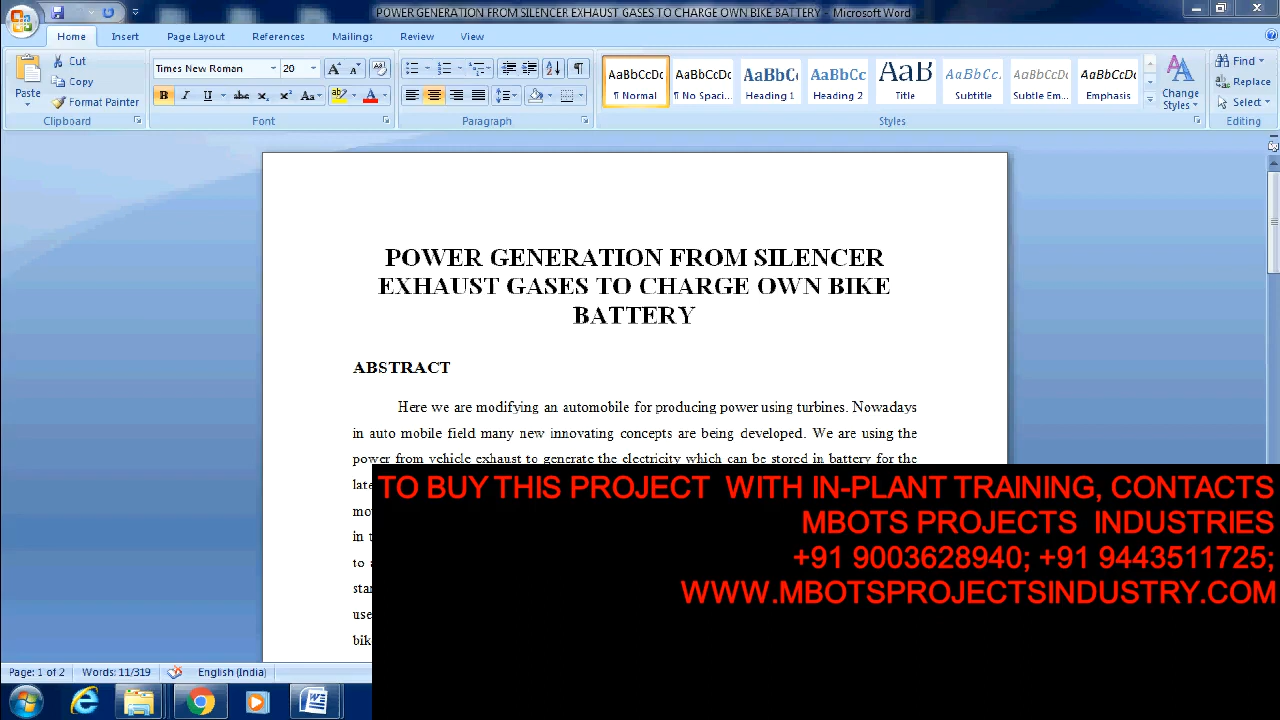 POWER GENERATION FROM SILENCER EXHAUST GASES TO CHARGE OWN BIKE BATTERY - Microsoft Word
Home Insert Page Layout References Mailings Review View
Paste
Cut
Copy
Format Painter
Clipboard
Times New Roman 20
B I U abc x₂ x² Aa
Font
Paragraph
AaBbCcDc AaBbCcDc AaBbC AaBbCc AaB AaBbCc. AaBbCcDc AaBbCcDc
¶ Normal ¶ No Spaci... Heading 1 Heading 2 Title Subtitle Subtle Em... Emphasis
Change Styles
Styles
Find
Replace
Select
Editing
POWER GENERATION FROM SILENCER
EXHAUST GASES TO CHARGE OWN BIKE
BATTERY
ABSTRACT
Here we are modifying an automobile for producing power using turbines. Nowadays
in auto mobile field many new innovating concepts are being developed. We are using the
power from vehicle exhaust to generate the electricity which can be stored in battery for the
TO BUY THIS PROJECT WITH IN-PLANT TRAINING, CONTACTS
MBOTS PROJECTS INDUSTRIES
+91 9003628940; +91 9443511725;
WWW.MBOTSPROJECTSINDUSTRY.COM
Page: 1 of 2 Words: 11/319 English (India)